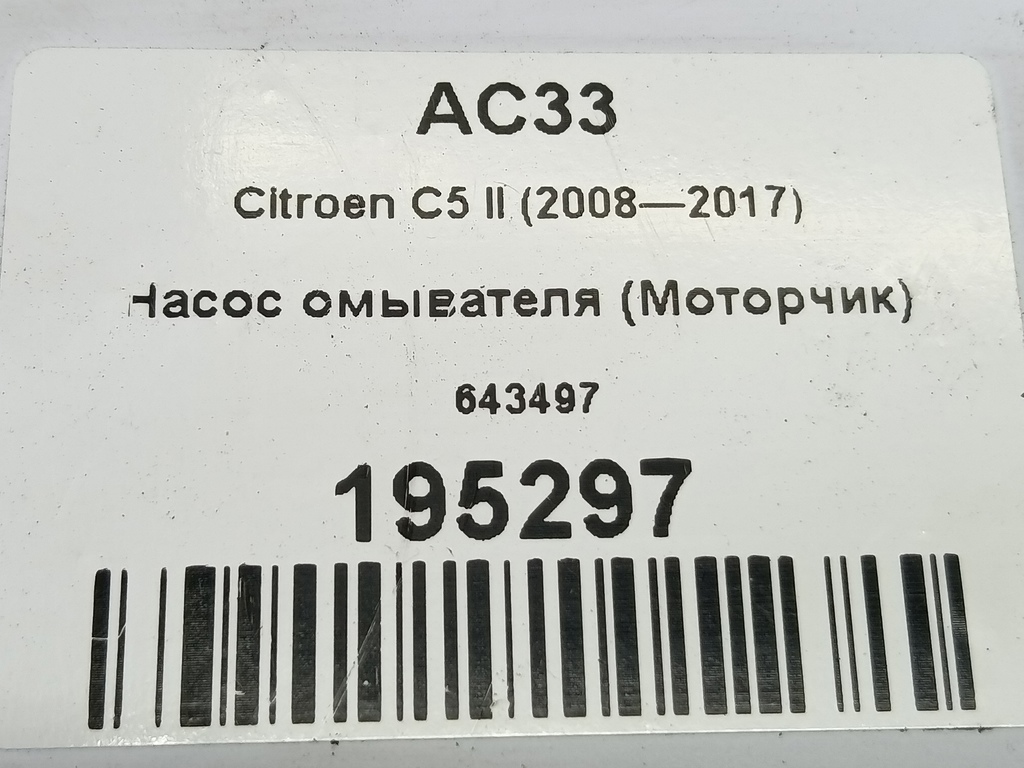 AC33
Citroen C5 II (2008—2017)
Насос омывателя (Моторчик)
643497
195297